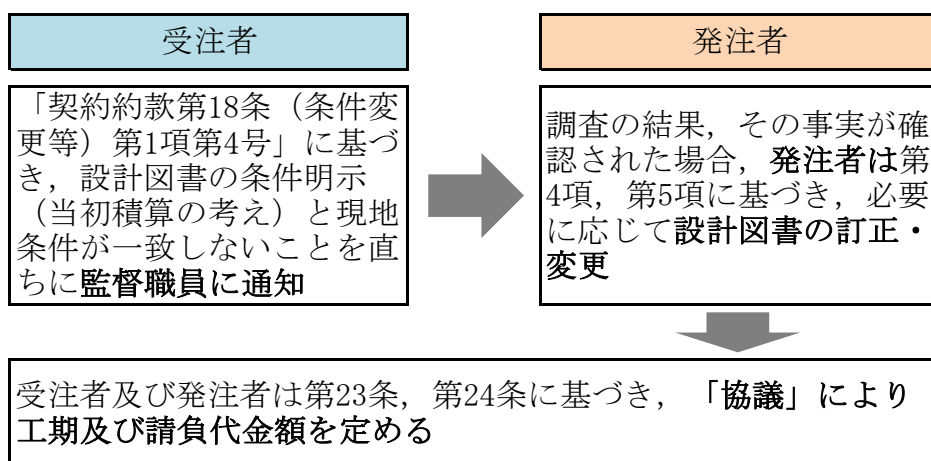 受注者
「契約約款第18条（条件変
更等）第1項第4号」に基づ
き，設計図書の条件明示
（当初積算の考え）と現地
条件が一致しないことを直
ちに監督職員に通知
発注者
調査の結果，その事実が確
認された場合，発注者は第
4項，第5項に基づき，必要
に応じて設計図書の訂正・
変更
受注者及び発注者は第23条，第24条に基づき，「協議」により
工期及び請負代金額を定める